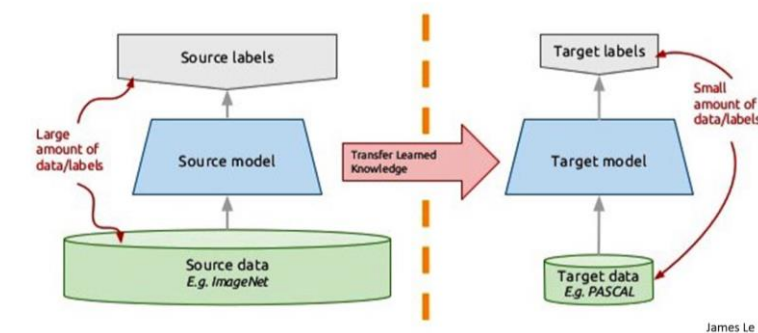 Source labels
Large
amount of
data/labels
Source model
Source data
E.g. ImageNet
Transfer Learned
Knowledge
Target labels
Small
amount of
data/labels
Target model
Target data
E.g. PASCAL
James Le